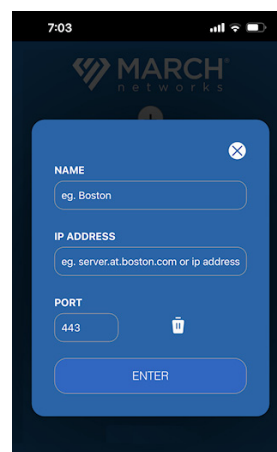 7:03
MARCH
networks
NAME
eg. Boston
IP ADDRESS
eg. server.at.boston.com or ip address
PORT
443
ENTER